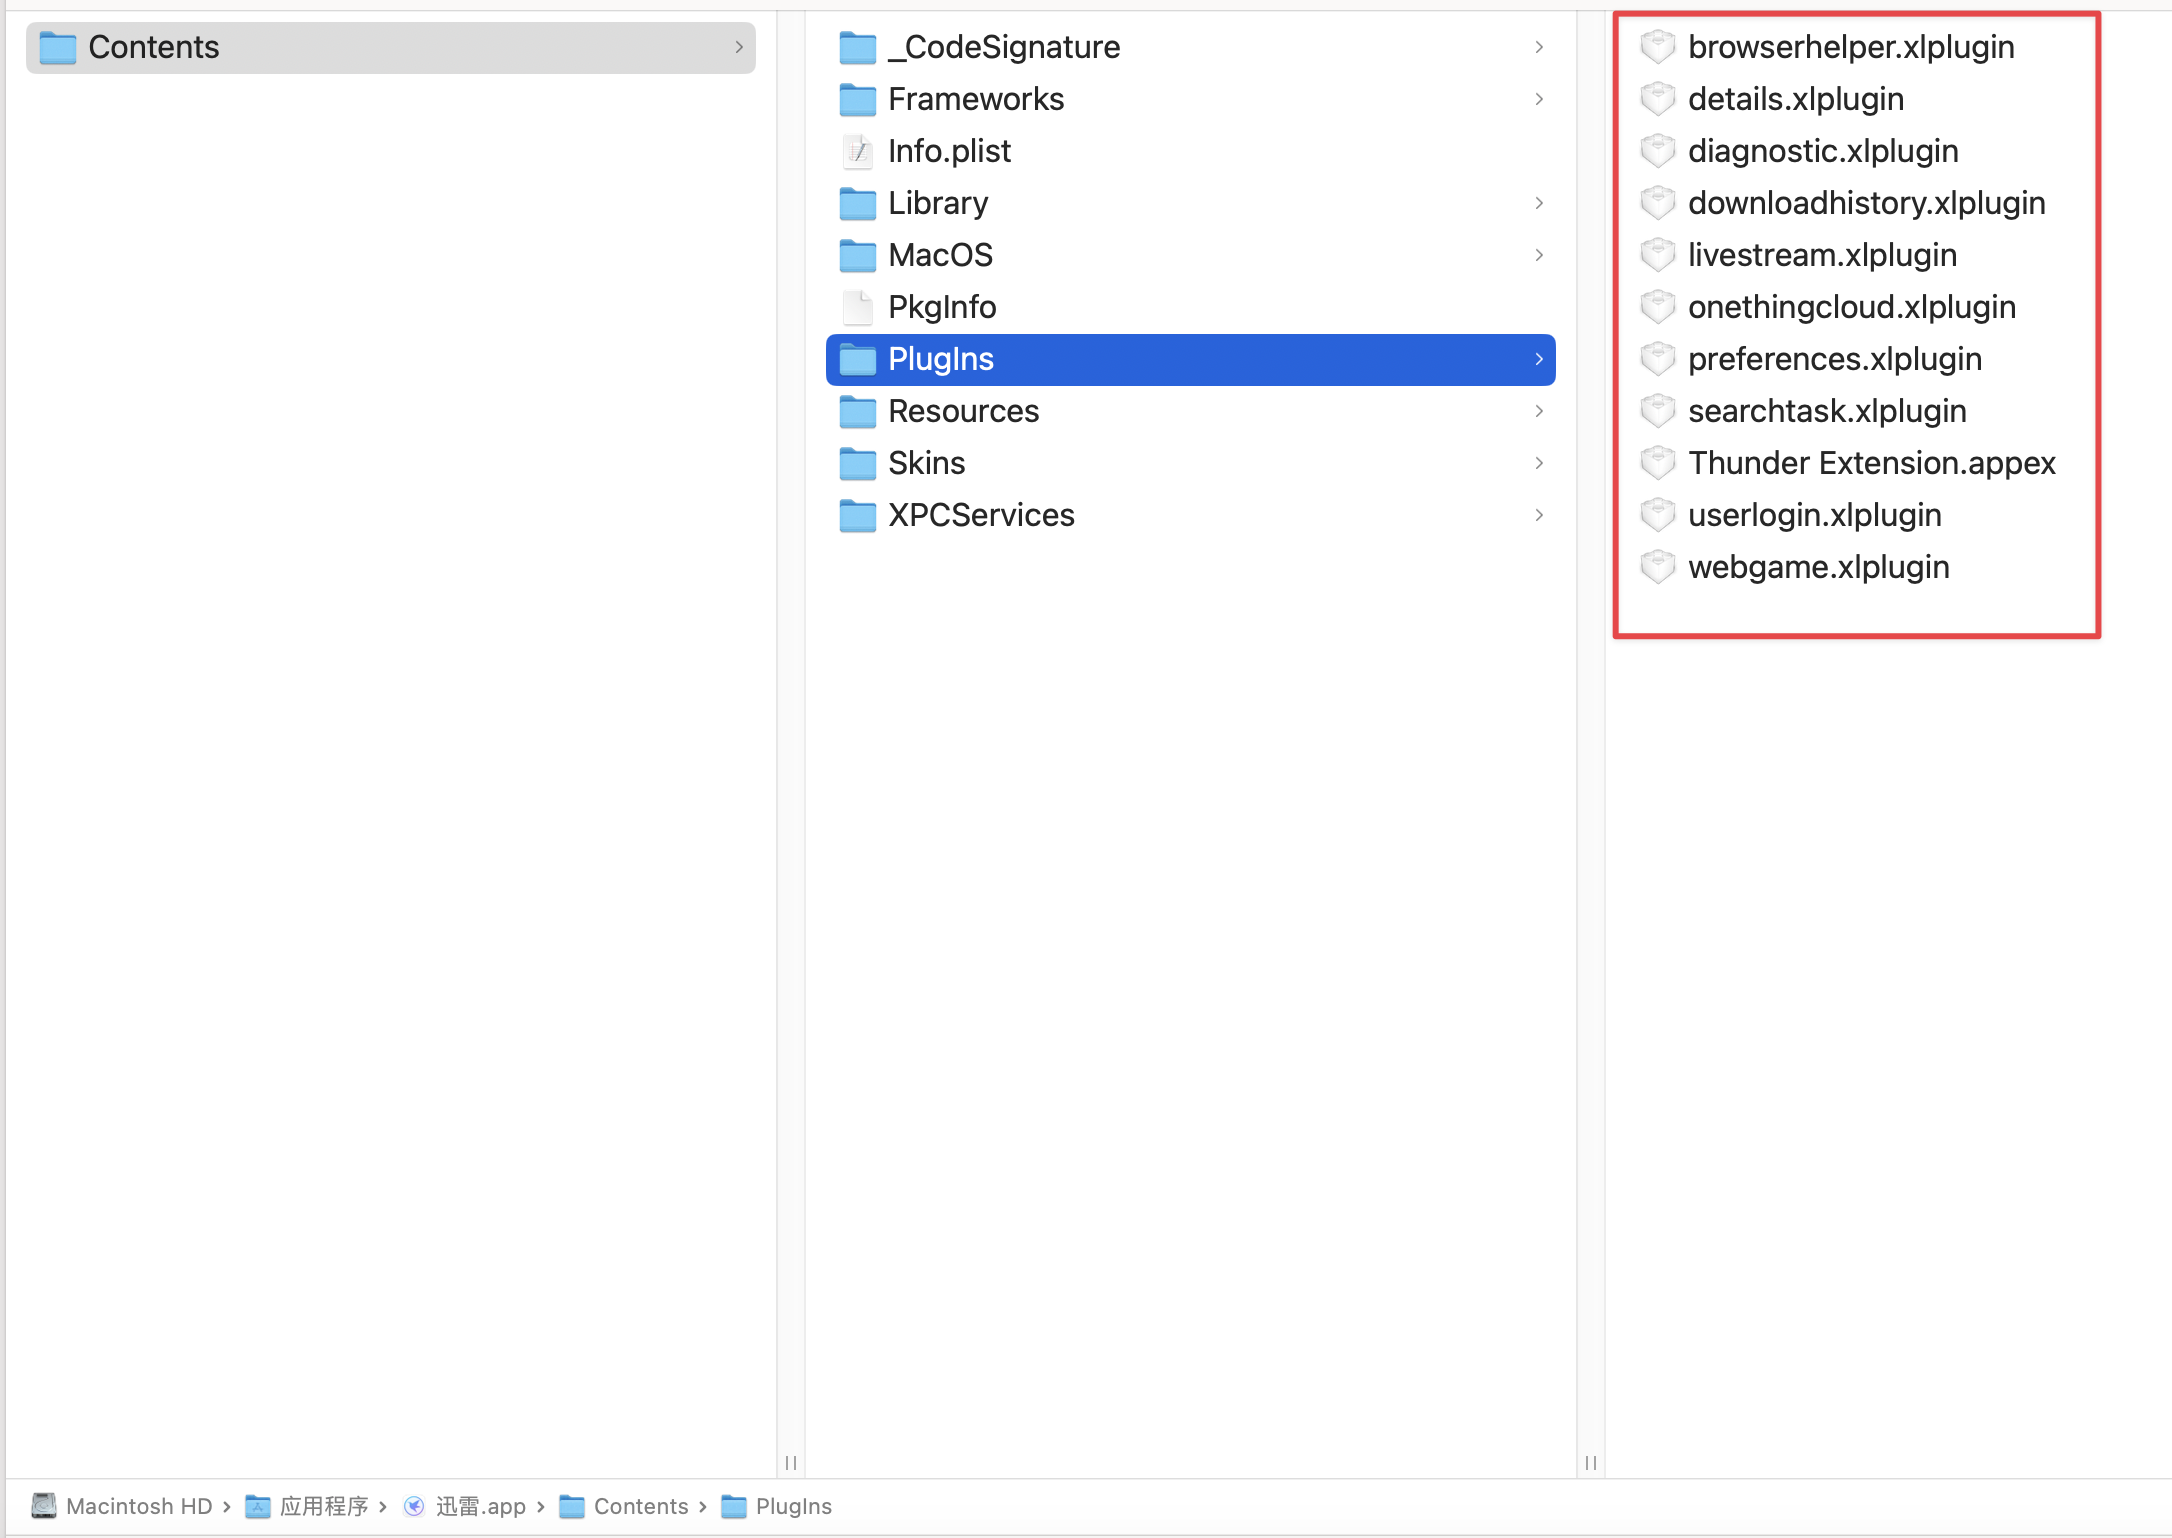 Contents
_CodeSignature
Frameworks
Info.plist
Library
MacOS
PkgInfo
PlugIns
Resources
Skins
XPCServices
browserhelper.xlplugin
details.xlplugin
diagnostic.xlplugin
downloadhistory.xlplugin
livestream.xlplugin
onethingcloud.xlplugin
preferences.xlplugin
searchtask.xlplugin
Thunder Extension.appex
userlogin.xlplugin
webgame.xlplugin
Macintosh HD › 应用程序 › 迅雷.app › Contents › PlugIns